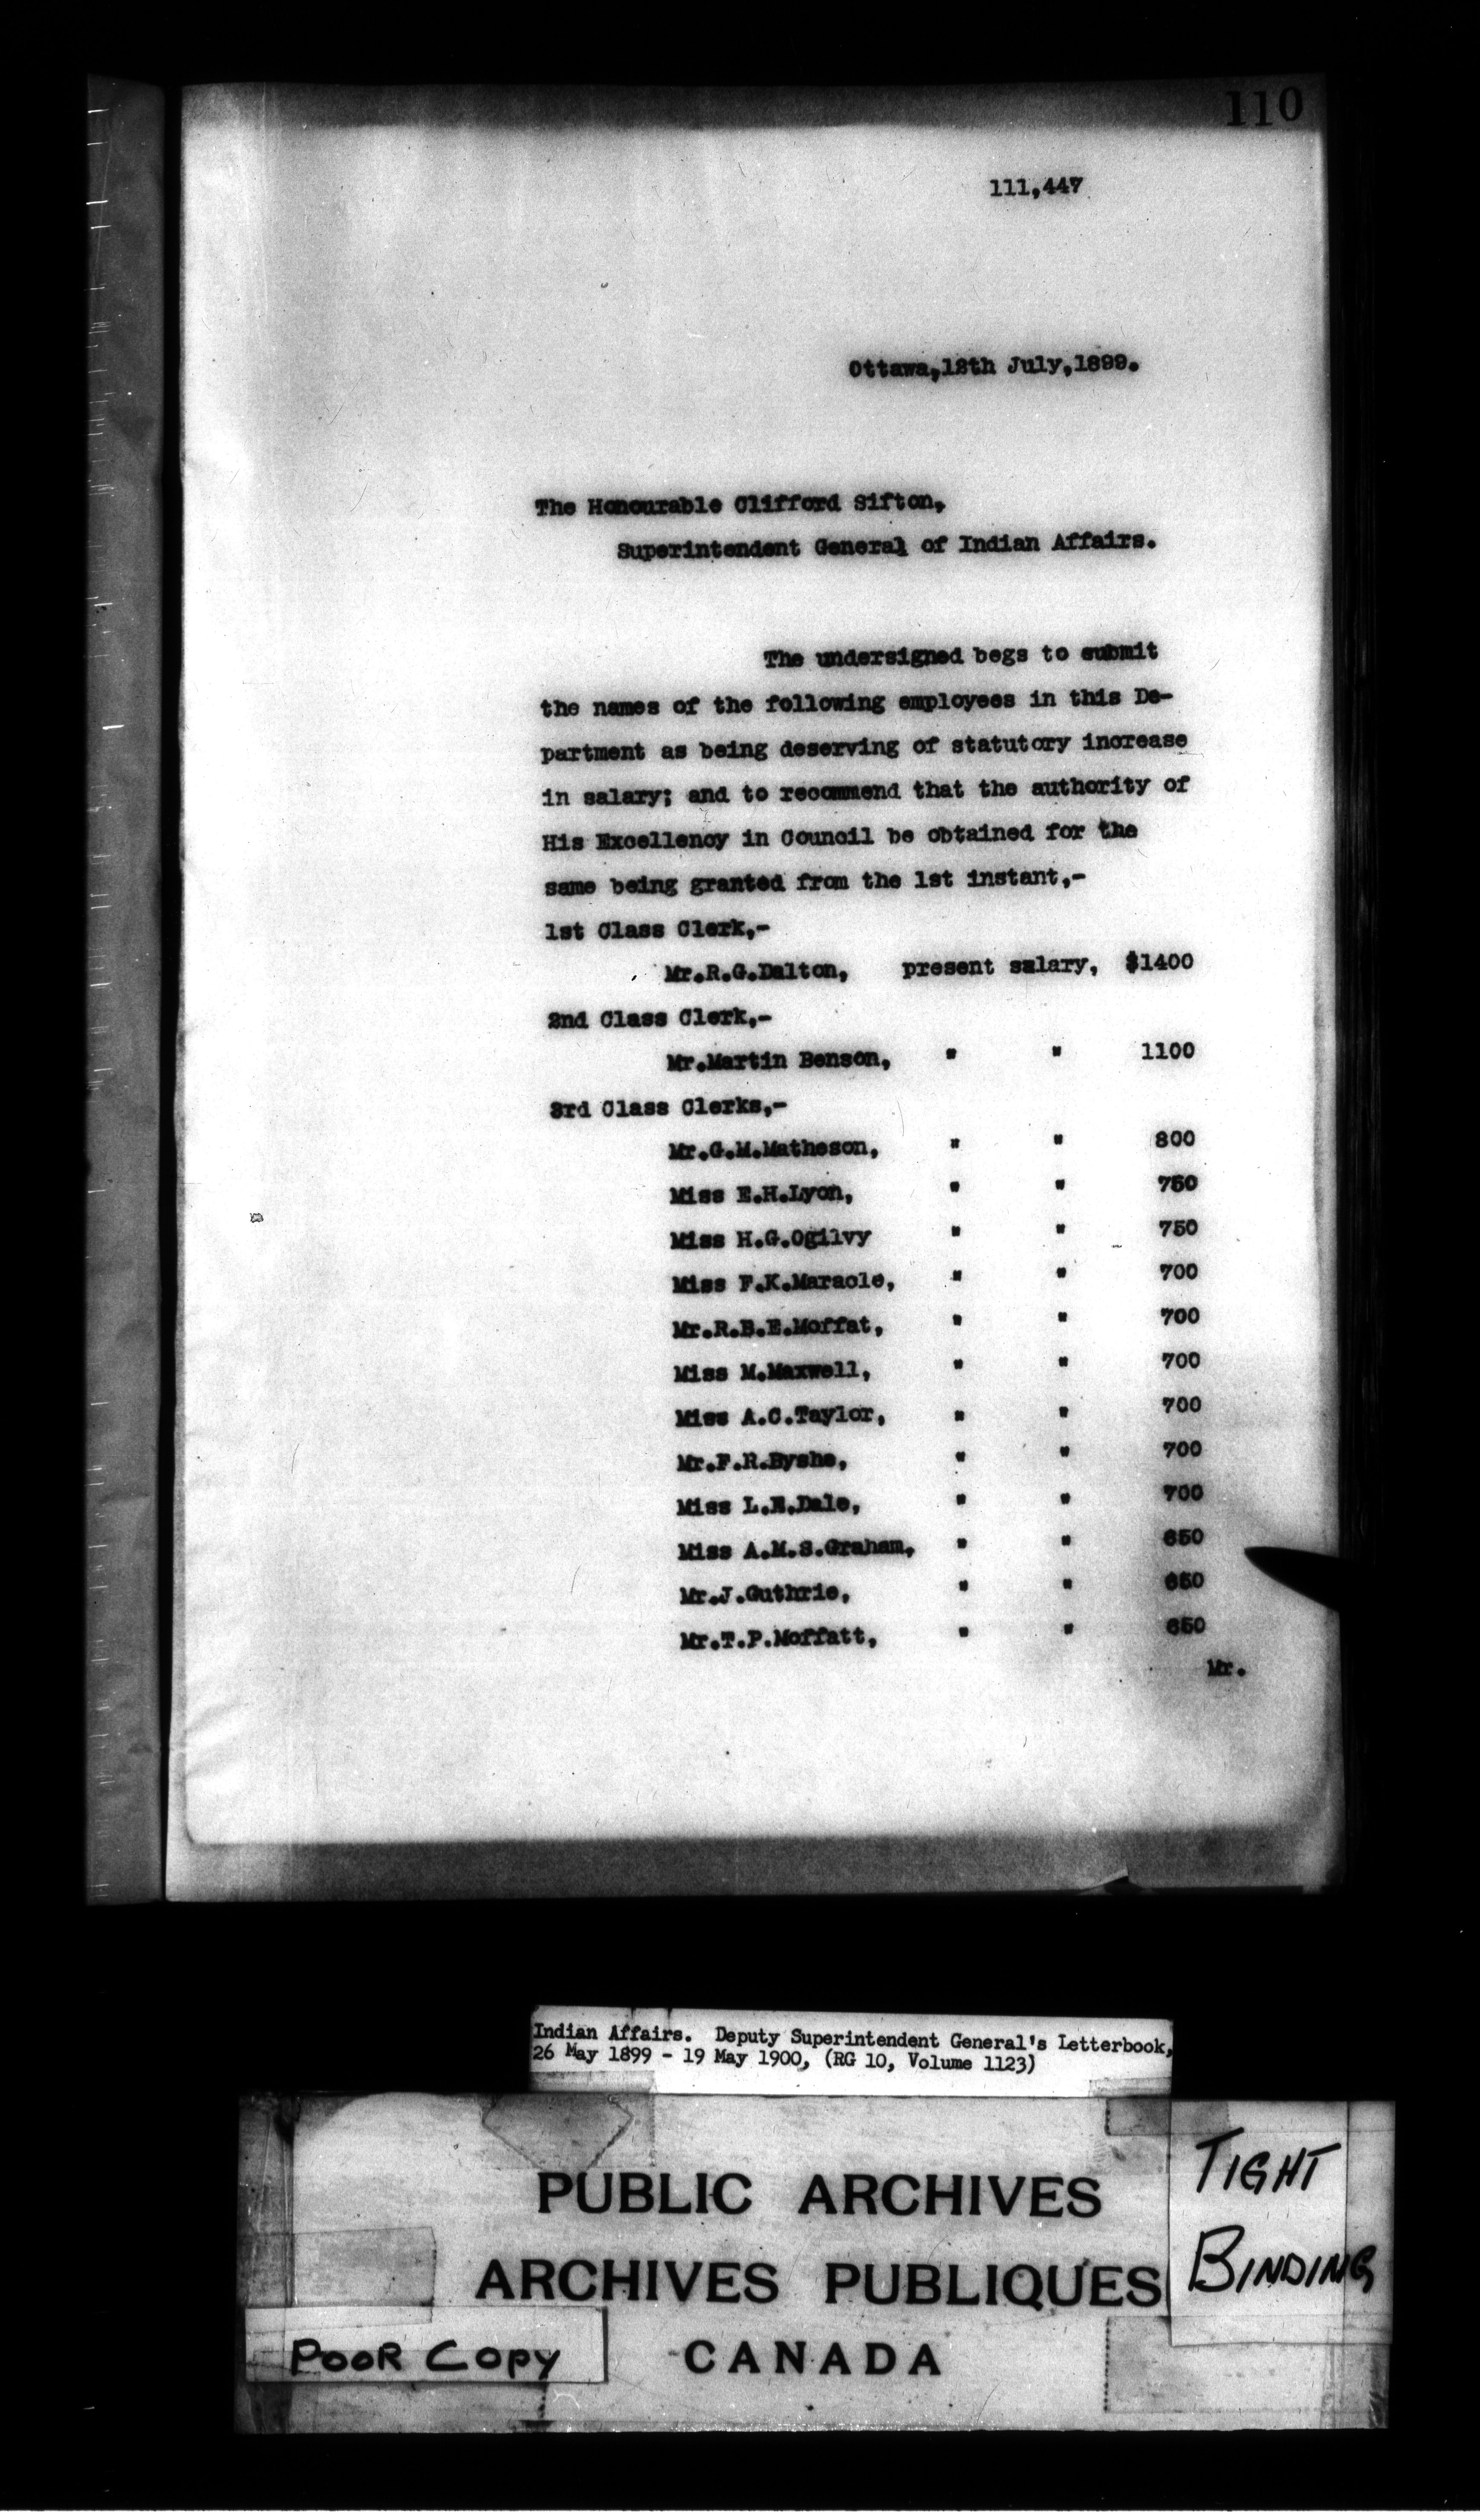 110
111,447
Ottawa,12th July,1899.
The Honourable Clifford Sifton,
Superintendent General of Indian Affairs.
The undersigned begs to submit
the names of the following employees in this De-
partment as being deserving of statutory increase
in salary; and to recommend that the authority of
His Excellency in Council be obtained for the
same being granted from the 1st instant,-
1st Class Clerk,-
Mr.R.G.Dalton, present salary, $1400
2nd Class Clerk,-
Mr.Martin Benson, " " 1100
3rd Class Clerks,-
Mr.G.M.Matheson, " " 800
Miss E.H.Lyon, " " 750
Miss H.G.Ogilvy " " 750
Miss F.K.Maracle, " " 700
Mr.R.B.E.Moffat, " " 700
Miss M.Maxwell, " " 700
Miss A.C.Taylor, " " 700
Mr.F.R.Byshe, " " 700
Miss L.E.Dale, " " 700
Miss A.M.S.Graham, " " 650
Mr.J.Guthrie, " " 650
Mr.T.P.Moffatt, " " 650
Mr.
Indian Affairs. Deputy Superintendent General's Letterbook,
26 May 1899 - 19 May 1900, (RG 10, Volume 1123)
PUBLIC ARCHIVES
ARCHIVES PUBLIQUES
CANADA
TIGHT
BINDING
POOR COPY